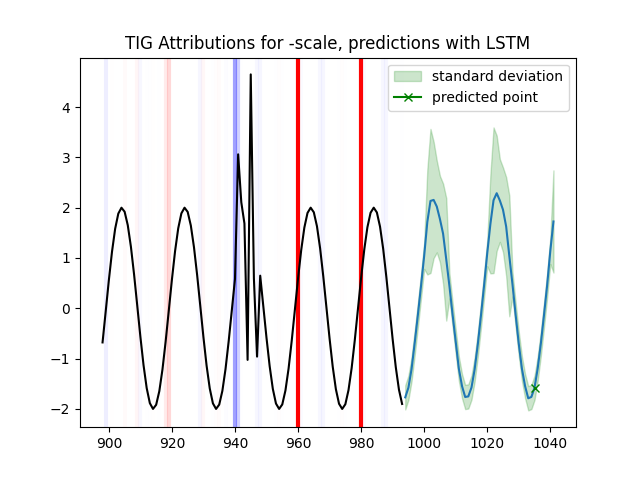 TIG Attributions for -scale, predictions with LSTM
standard deviation
predicted point
4
3
2
1
0
−1
−2
900 920 940 960 980 1000 1020 1040